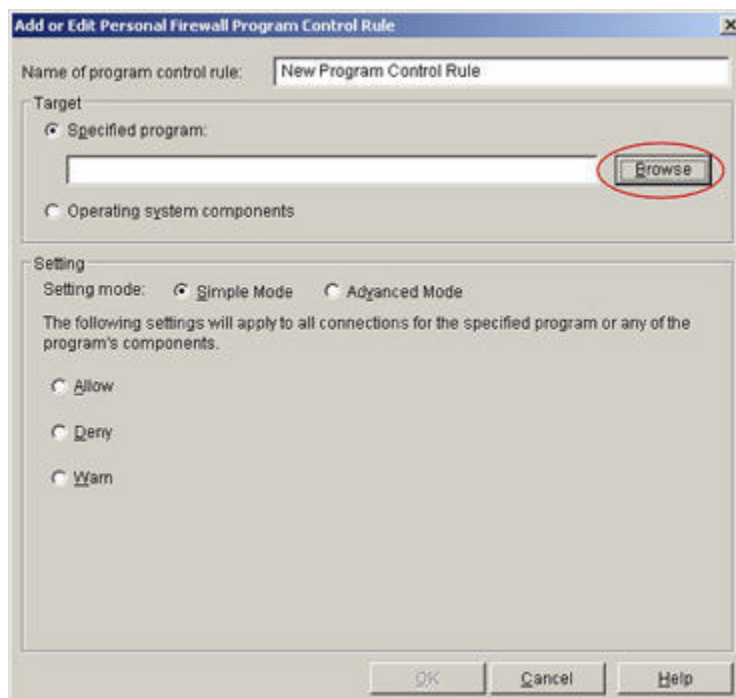 Add or Edit Personal Firewall Program Control Rule
Name of program control rule: New Program Control Rule
Target
Specified program:
Browse
Operating system components
Setting
Setting mode: Simple Mode Advanced Mode
The following settings will apply to all connections for the specified program or any of the
program's components.
Allow
Deny
Warn
OK Cancel Help